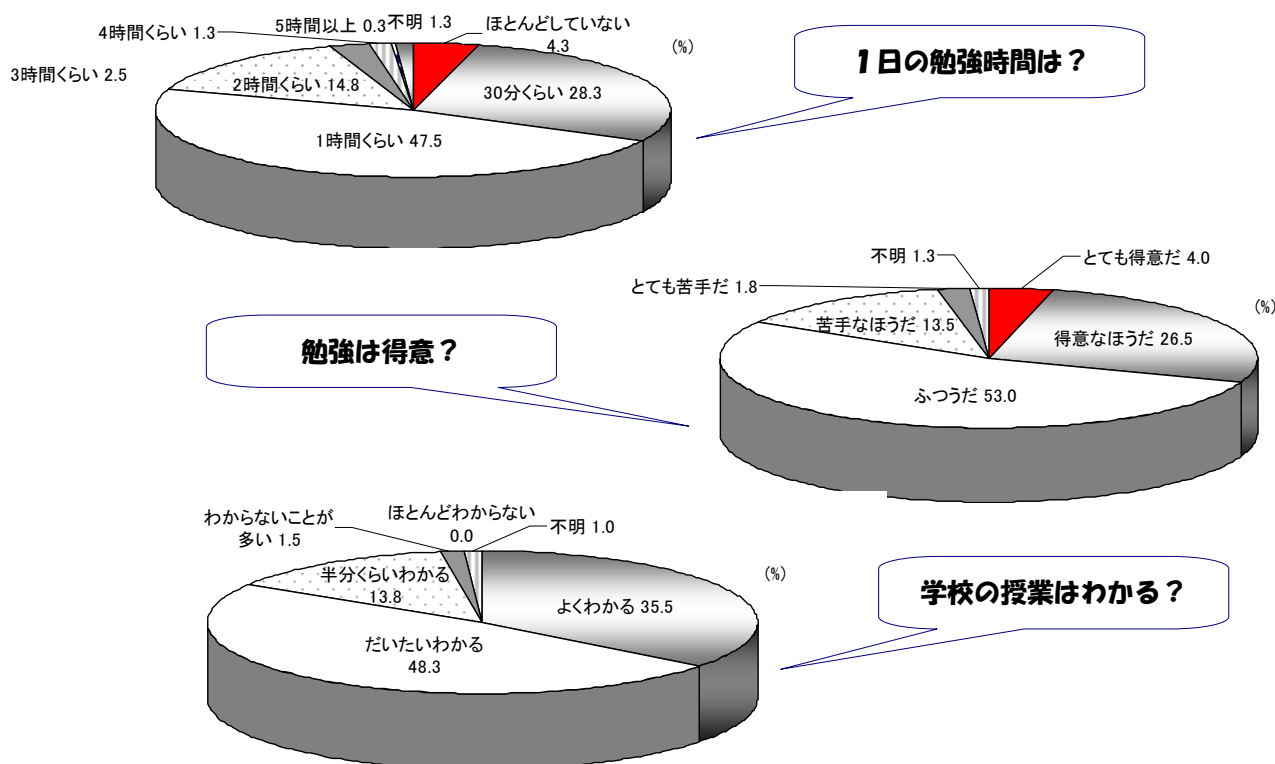 5時間以上 0.3
不明 1.3
ほとんどしていない
4.3
4時間くらい 1.3
(%)
3時間くらい 2.5
2時間くらい 14.8
30分くらい 28.3
1時間くらい 47.5
1日の勉強時間は?
不明 1.3
とても得意だ 4.0
とても苦手だ 1.8
(%)
苦手なほうだ 13.5
得意なほうだ 26.5
ふつうだ 53.0
勉強は得意?
わからないことが
多い 1.5
ほとんどわからない
0.0
不明 1.0
(%)
半分くらいわかる
13.8
よくわかる 35.5
だいたいわかる
48.3
学校の授業はわかる?